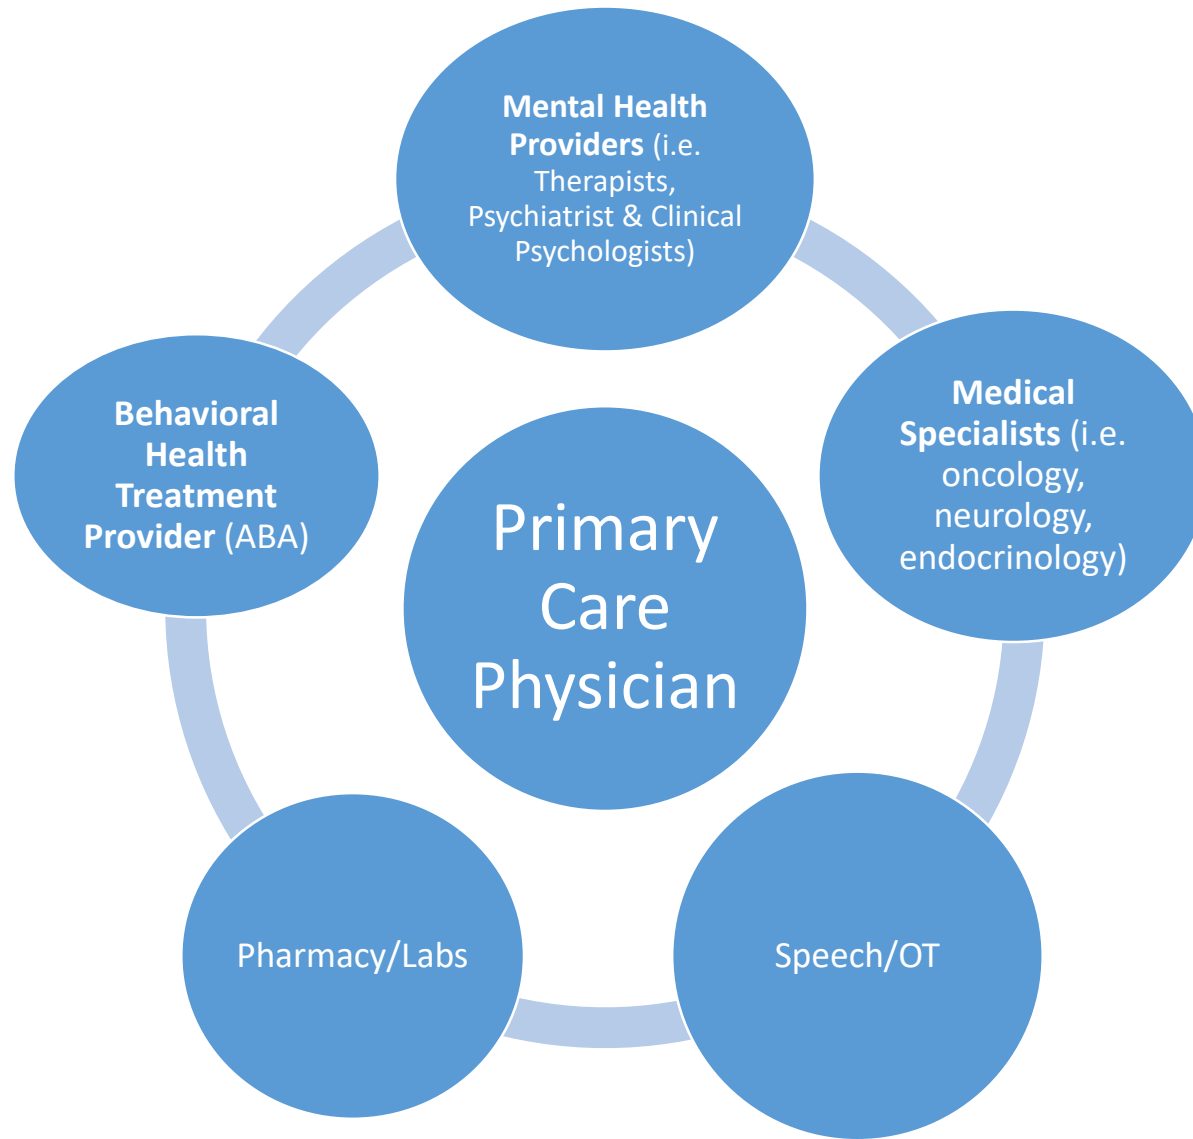 Mental Health
Providers (i.e.
Therapists,
Psychiatrist & Clinical
Psychologists)
Medical
Specialists (i.e.
oncology,
neurology,
endocrinology)
Behavioral
Health
Treatment
Provider (ABA)
Primary
Care
Physician
Pharmacy/Labs
Speech/OT